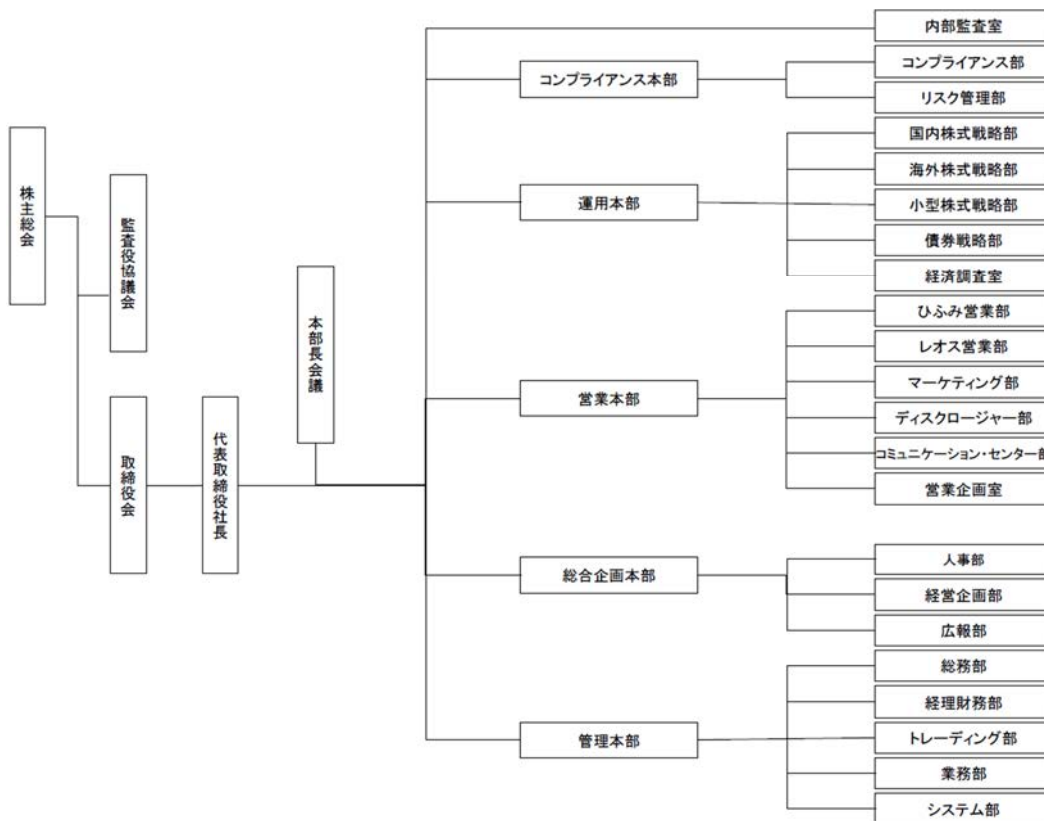 株主総会
監査役協議会
取締役会
代表取締役社長
本部長会議
内部監査室
コンプライアンス本部
コンプライアンス部
リスク管理部
運用本部
国内株式戦略部
海外株式戦略部
小型株式戦略部
債券戦略部
経済調査室
営業本部
ひふみ営業部
レオス営業部
マーケティング部
ディスクロージャー部
コミュニケーション・センター部
営業企画室
総合企画本部
人事部
経営企画部
広報部
管理本部
総務部
経理財務部
トレーディング部
業務部
システム部